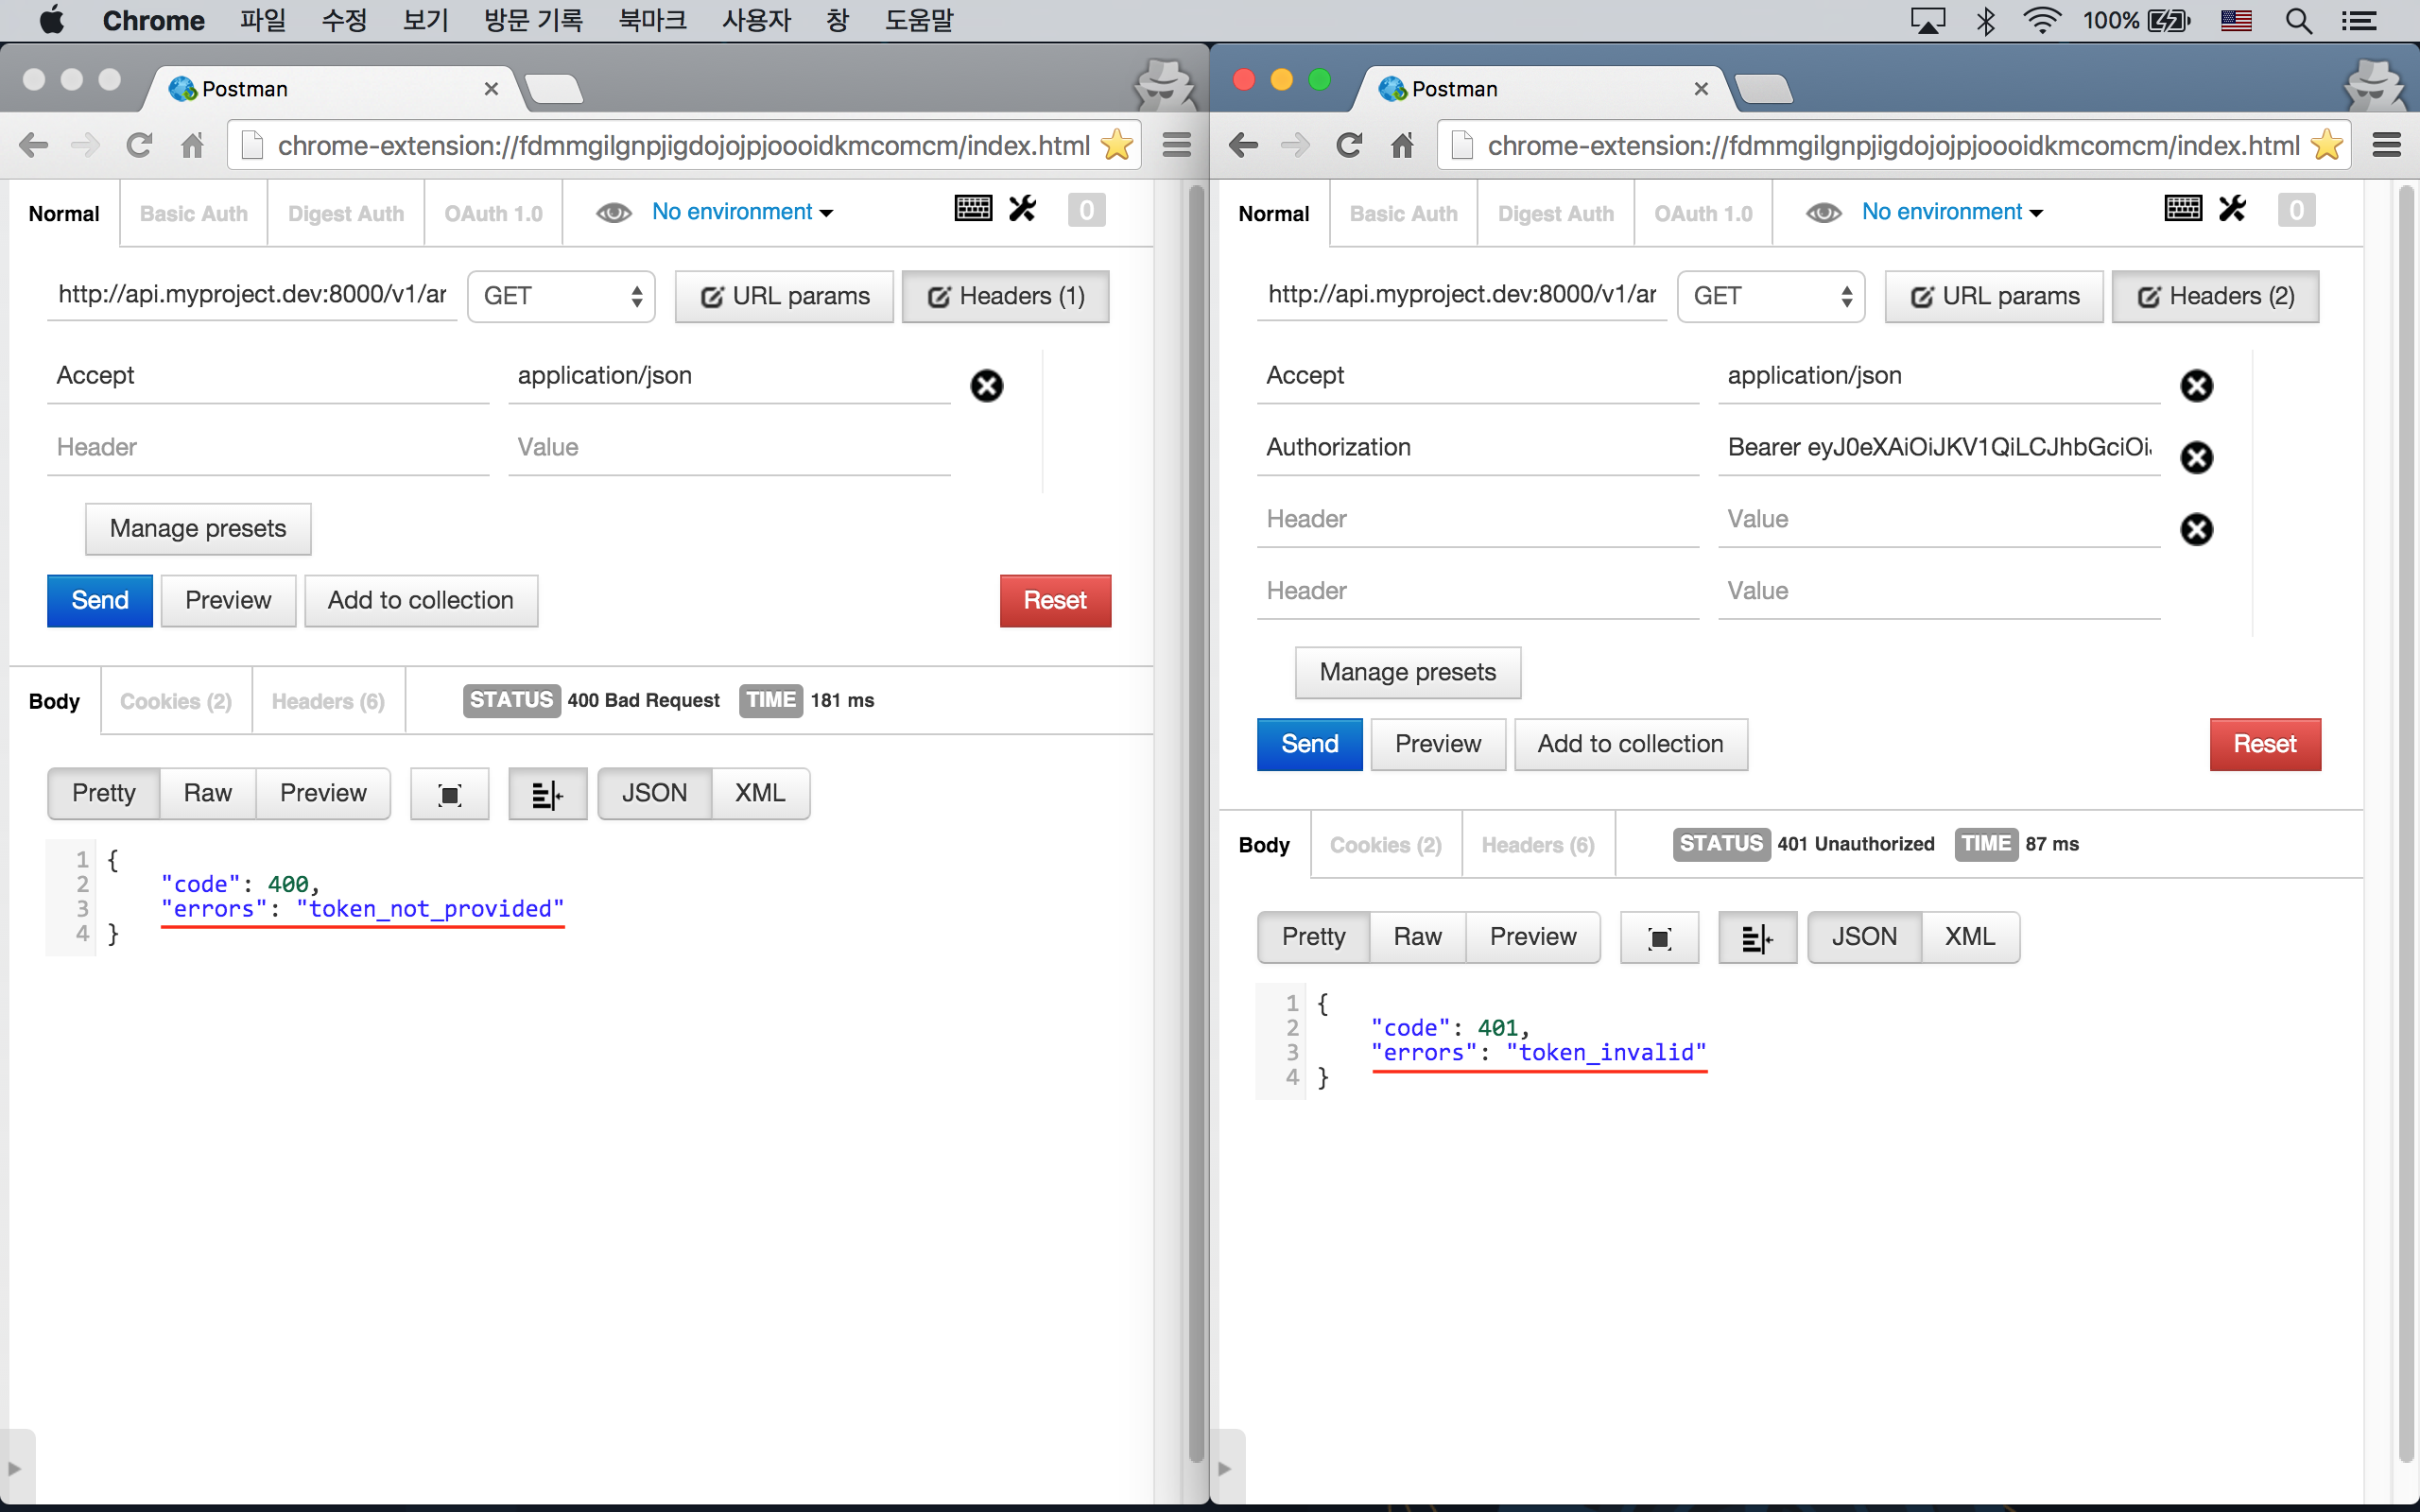 Chrome 파일 수정 보기 방문 기록 북마크 사용자 창 도움말 100%
Postman
chrome-extension://fdmmgilgnpjigdojojpjoooidkmcomcm/index.html
Normal Basic Auth Digest Auth OAuth 1.0 No environment 0
http://api.myproject.dev:8000/v1/ar GET URL params Headers (1)
Accept application/json
Header Value
Manage presets
Send Preview Add to collection Reset
Body Cookies (2) Headers (6) STATUS 400 Bad Request TIME 181 ms
Pretty Raw Preview JSON XML
1 {
2 "code": 400,
3 "errors": "token_not_provided"
4 }
Postman
chrome-extension://fdmmgilgnpjigdojojpjoooidkmcomcm/index.html
Normal Basic Auth Digest Auth OAuth 1.0 No environment 0
http://api.myproject.dev:8000/v1/ar GET URL params Headers (2)
Accept application/json
Authorization Bearer eyJ0eXAiOiJKV1QiLCJhbGciOi
Header Value
Header Value
Manage presets
Send Preview Add to collection Reset
Body Cookies (2) Headers (6) STATUS 401 Unauthorized TIME 87 ms
Pretty Raw Preview JSON XML
1 {
2 "code": 401,
3 "errors": "token_invalid"
4 }